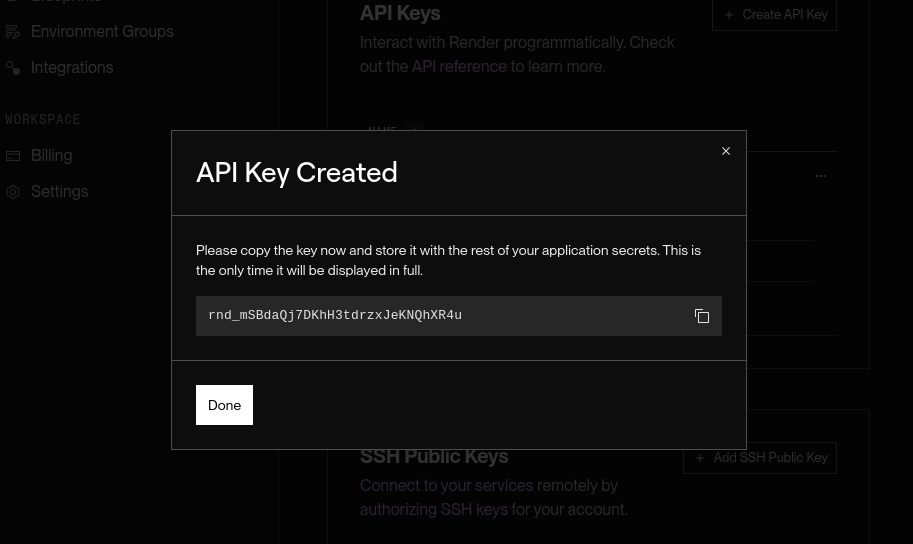 Environment Groups
Integrations
WORKSPACE
Billing
Settings
API Keys
Create API Key
Interact with Render programmatically. Check
out the API reference to learn more.
API Key Created
Please copy the key now and store it with the rest of your application secrets. This is
the only time it will be displayed in full.
rnd_mSBdaQj7DKhH3tdrzxJeKNQhXR4u
Done
SSH Public Keys
Add SSH Public Key
Connect to your services remotely by
authorizing SSH keys for your account.